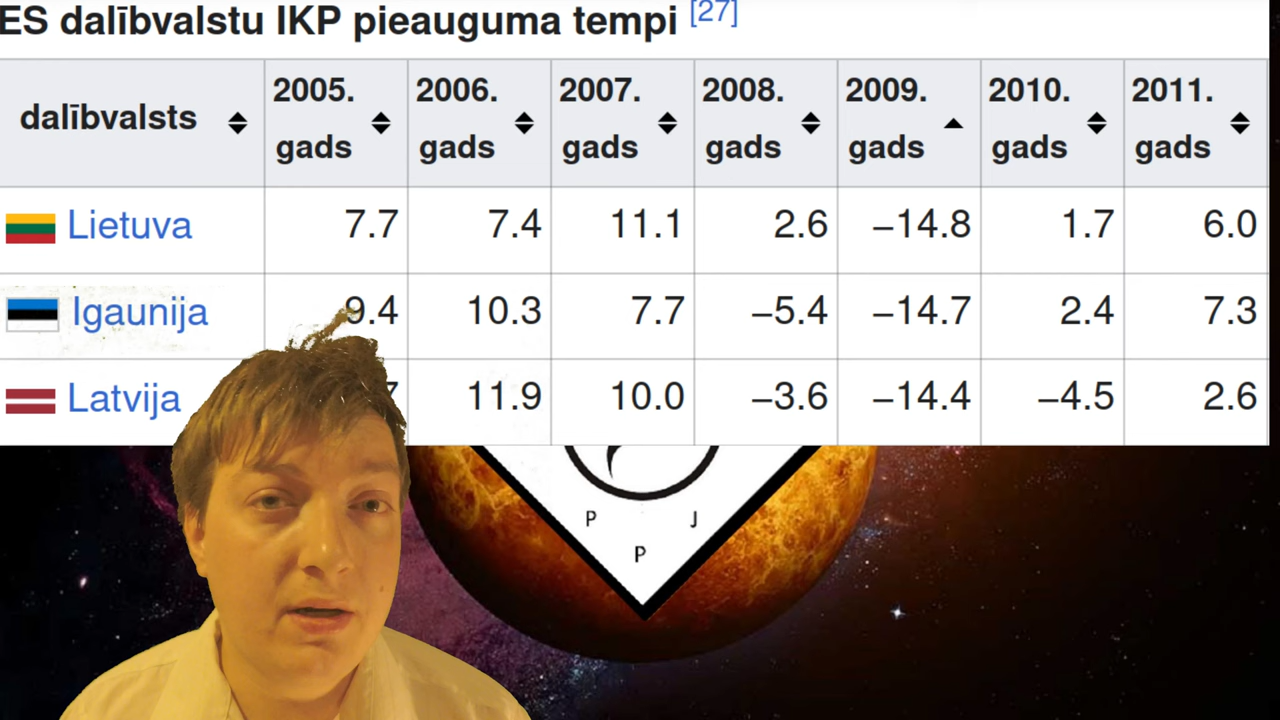 ES dalībvalstu IKP pieauguma tempi [27]
dalībvalsts 2005. gads 2006. gads 2007. gads 2008. gads 2009. gads 2010. gads 2011. gads
Lietuva 7.7 7.4 11.1 2.6 −14.8 1.7 6.0
Igaunija 9.4 10.3 7.7 −5.4 −14.7 2.4 7.3
Latvija 11.9 10.0 −3.6 −14.4 −4.5 2.6
P J
P